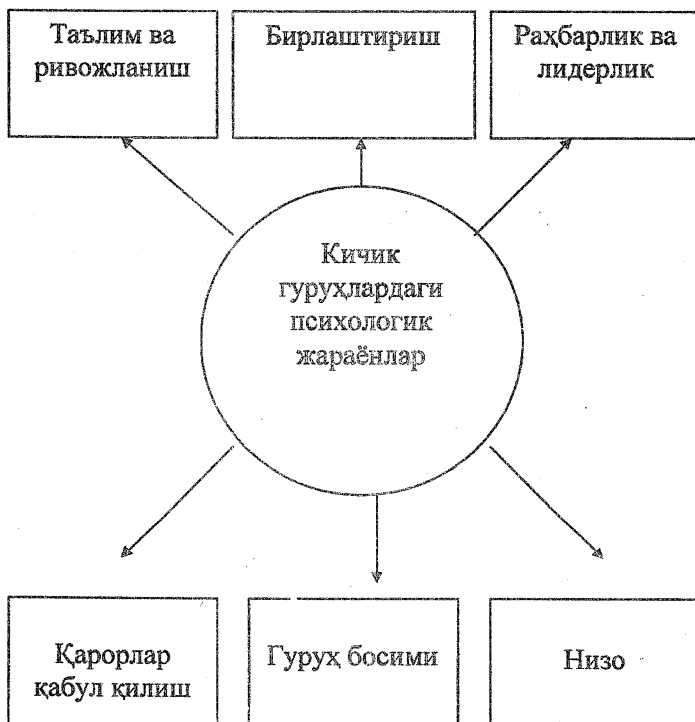 Таълим ва
ривожланиш
Бирлаштириш
Раҳбарлик ва
лидерлик
Кичик
гуруҳлардаги
психологик
жараёнлар
Қарорлар
қабул қилиш
Гуруҳ босими
Низо